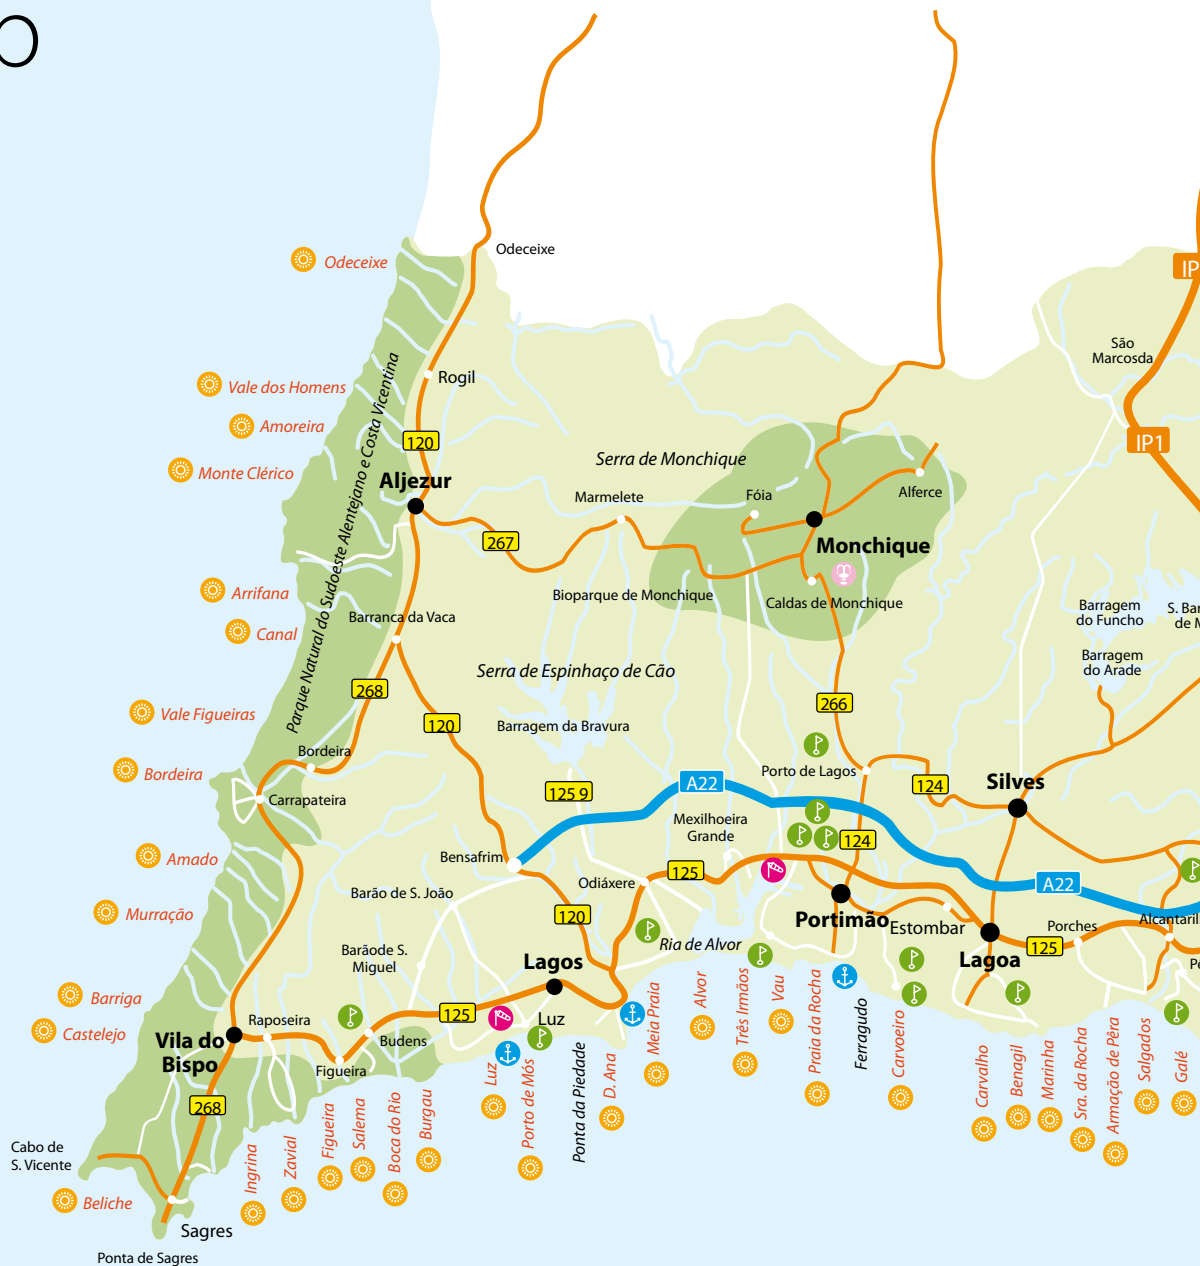 O
Odeceixe
Odeceixe
IP
São
Marcosda
Rogil
Vale dos Homens
Amoreira
120
IP1
Monte Clérico
Parque Natural do Sudoeste Alentejano e Costa Vicentina
Aljezur
Serra de Monchique
Marmelete
Fóia
Alferce
267
Monchique
Arrifana
Bioparque de Monchique
Caldas de Monchique
Barragem
do Funcho
S. Bar
de M
Canal
Barranca da Vaca
Barragem
do Arade
Serra de Espinhaço de Cão
268
120
266
Vale Figueiras
Barragem da Bravura
Bordeira
Bordeira
Porto de Lagos
A22
125 9
124
Silves
Carrapateira
Mexilhoeira
Grande
124
Bensafrim
Amado
125
A22
Odiáxere
Barão de S. João
Murração
120
Portimão
Estombar
Porches
Alcantaril
Ria de Alvor
125
Barãode S.
Miguel
Lagos
Lagoa
Pê
Barriga
Castelejo
Raposeira
125
Luz
Vila do
Bispo
Budens
Figueira
268
Meia Praia
Alvor
Três Irmãos
Vau
Praia da Rocha
Ferragudo
Carvoeiro
Carvalho
Benagil
Marinha
Sra. da Rocha
Armação de Pêra
Salgados
Galé
Luz
Porto de Mós
Ponta da Piedade
D. Ana
Ingrina
Zavial
Figueira
Salema
Boca do Rio
Burgau
Cabo de
S. Vicente
Beliche
Sagres
Ponta de Sagres